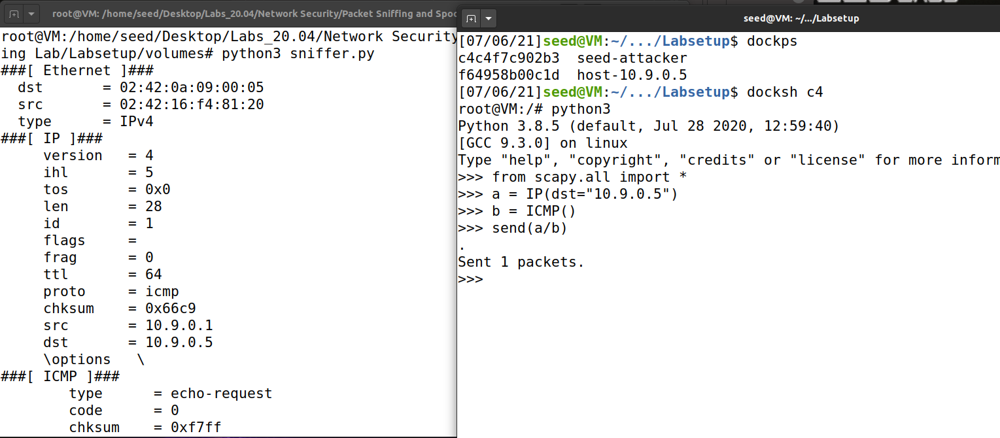 root@VM: /home/seed/Desktop/Labs_20.04/Network Security/Packet Sniffing and Spoo
root@VM:/home/seed/Desktop/Labs_20.04/Network Security
ing Lab/Labsetup/volumes# python3 sniffer.py
###[ Ethernet ]###
  dst       = 02:42:0a:09:00:05
  src       = 02:42:16:f4:81:20
  type      = IPv4
###[ IP ]###
     version   = 4
     ihl       = 5
     tos       = 0x0
     len       = 28
     id        = 1
     flags     =
     frag      = 0
     ttl       = 64
     proto     = icmp
     chksum    = 0x66c9
     src       = 10.9.0.1
     dst       = 10.9.0.5
     \options   \
###[ ICMP ]###
        type      = echo-request
        code      = 0
        chksum    = 0xf7ff
seed@VM: ~/.../Labsetup
[07/06/21]seed@VM:~/.../Labsetup$ dockps
c4c4f7c902b3  seed-attacker
f64958b00c1d  host-10.9.0.5
[07/06/21]seed@VM:~/.../Labsetup$ docksh c4
root@VM:/# python3
Python 3.8.5 (default, Jul 28 2020, 12:59:40)
[GCC 9.3.0] on linux
Type "help", "copyright", "credits" or "license" for more inform
>>> from scapy.all import *
>>> a = IP(dst="10.9.0.5")
>>> b = ICMP()
>>> send(a/b)
.
Sent 1 packets.
>>>